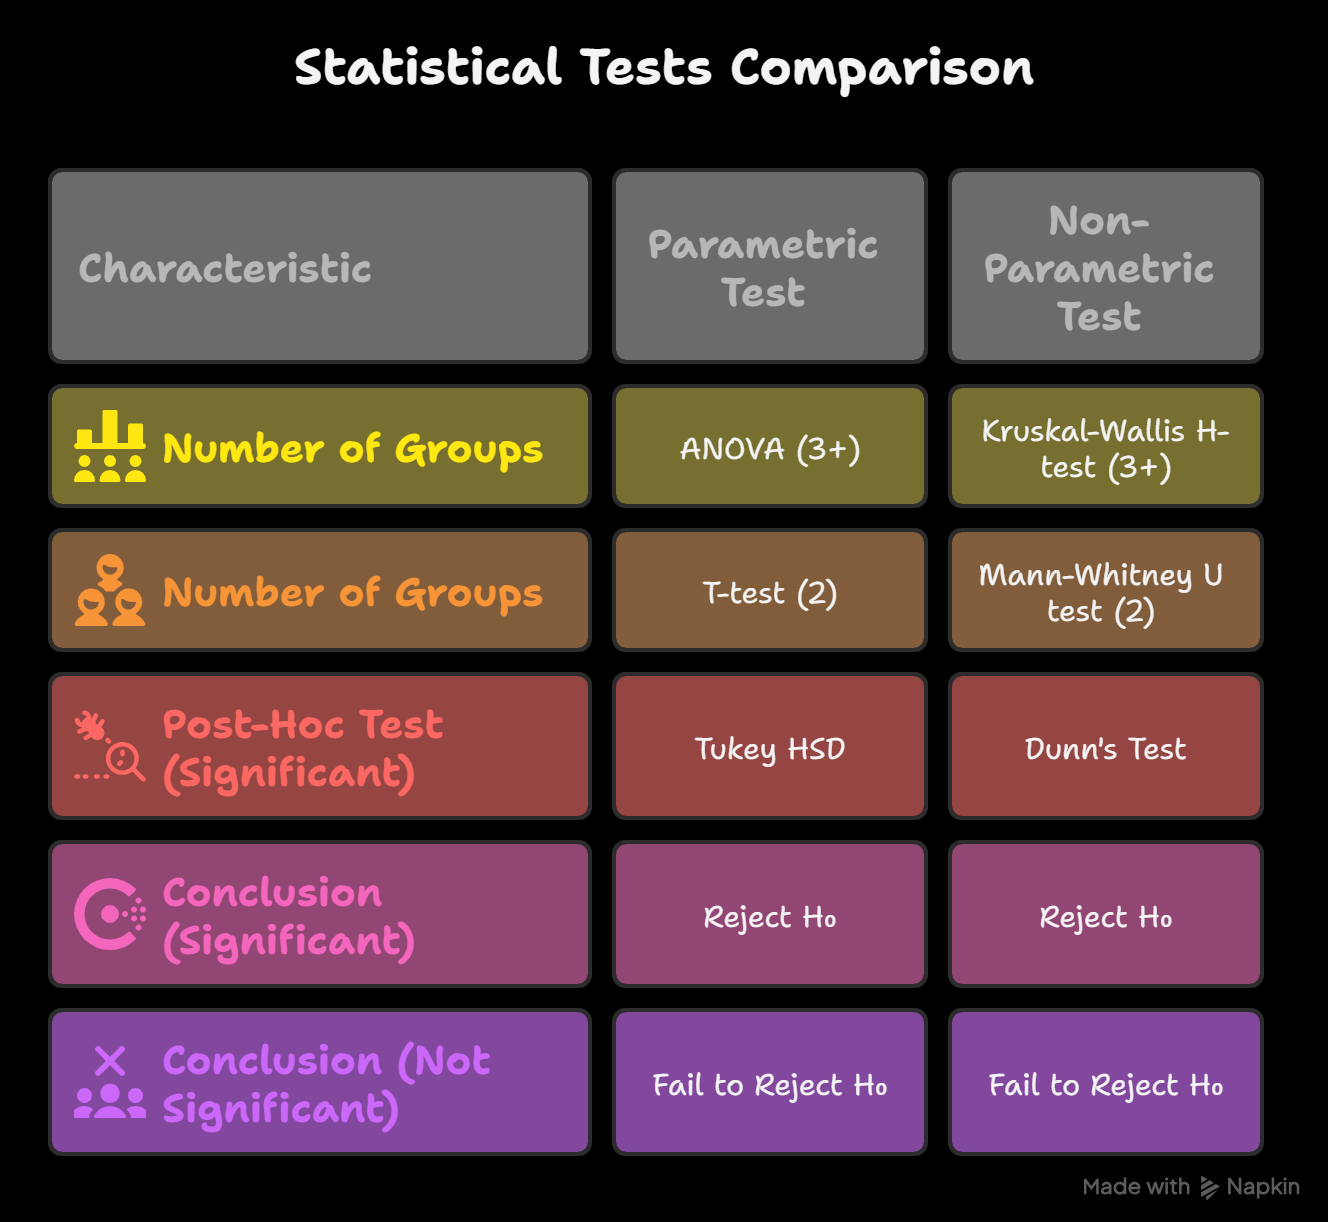 Statistical Tests Comparison
Characteristic
Parametric
Test
Non-
Parametric
Test
Number of Groups
ANOVA (3+)
Kruskal-Wallis H-
test (3+)
Number of Groups
T-test (2)
Mann-Whitney U
test (2)
Post-Hoc Test
(Significant)
Tukey HSD
Dunn's Test
Conclusion
(Significant)
Reject H₀
Reject H₀
Conclusion (Not
Significant)
Fail to Reject H₀
Fail to Reject H₀
Made with Napkin